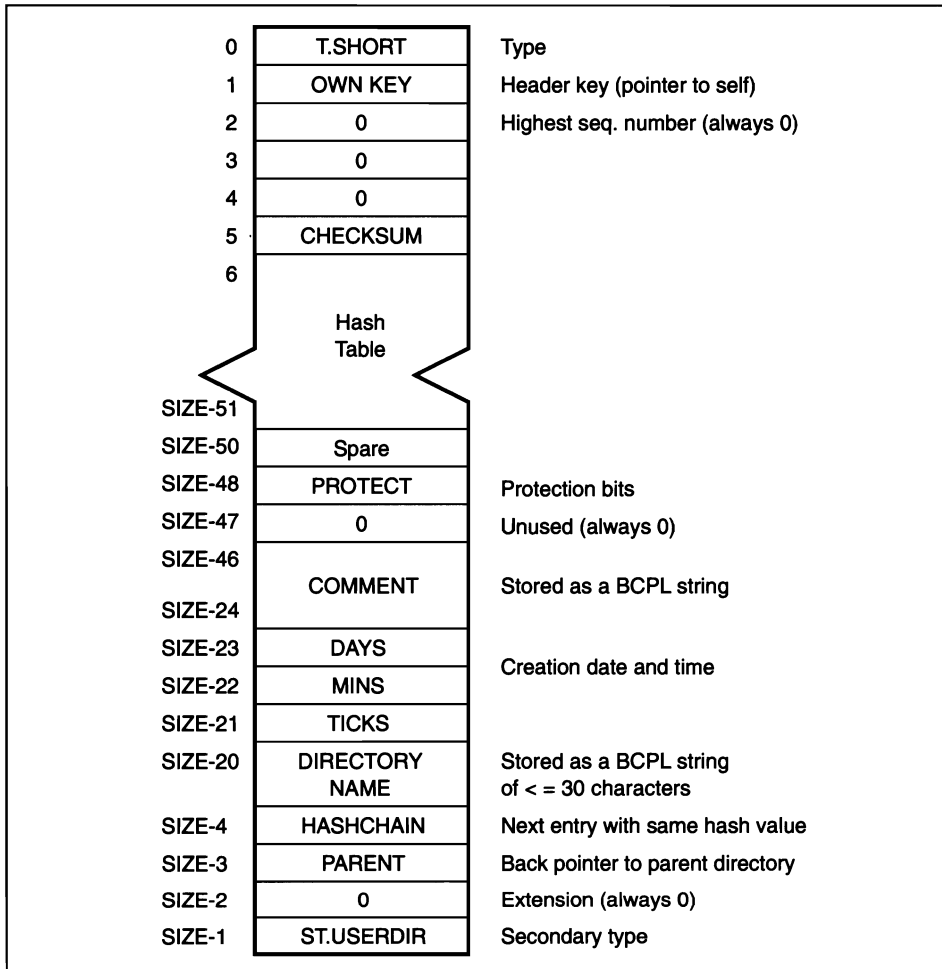 0 T.SHORT Type
1 OWN KEY Header key (pointer to self)
2 0 Highest seq. number (always 0)
3 0
4 0
5 CHECKSUM
6
Hash
Table
SIZE-51
SIZE-50 Spare
SIZE-48 PROTECT Protection bits
SIZE-47 0 Unused (always 0)
SIZE-46
COMMENT Stored as a BCPL string
SIZE-24
SIZE-23 DAYS
Creation date and time
SIZE-22 MINS
SIZE-21 TICKS
SIZE-20 DIRECTORY Stored as a BCPL string
NAME of < = 30 characters
SIZE-4 HASHCHAIN Next entry with same hash value
SIZE-3 PARENT Back pointer to parent directory
SIZE-2 0 Extension (always 0)
SIZE-1 ST.USERDIR Secondary type